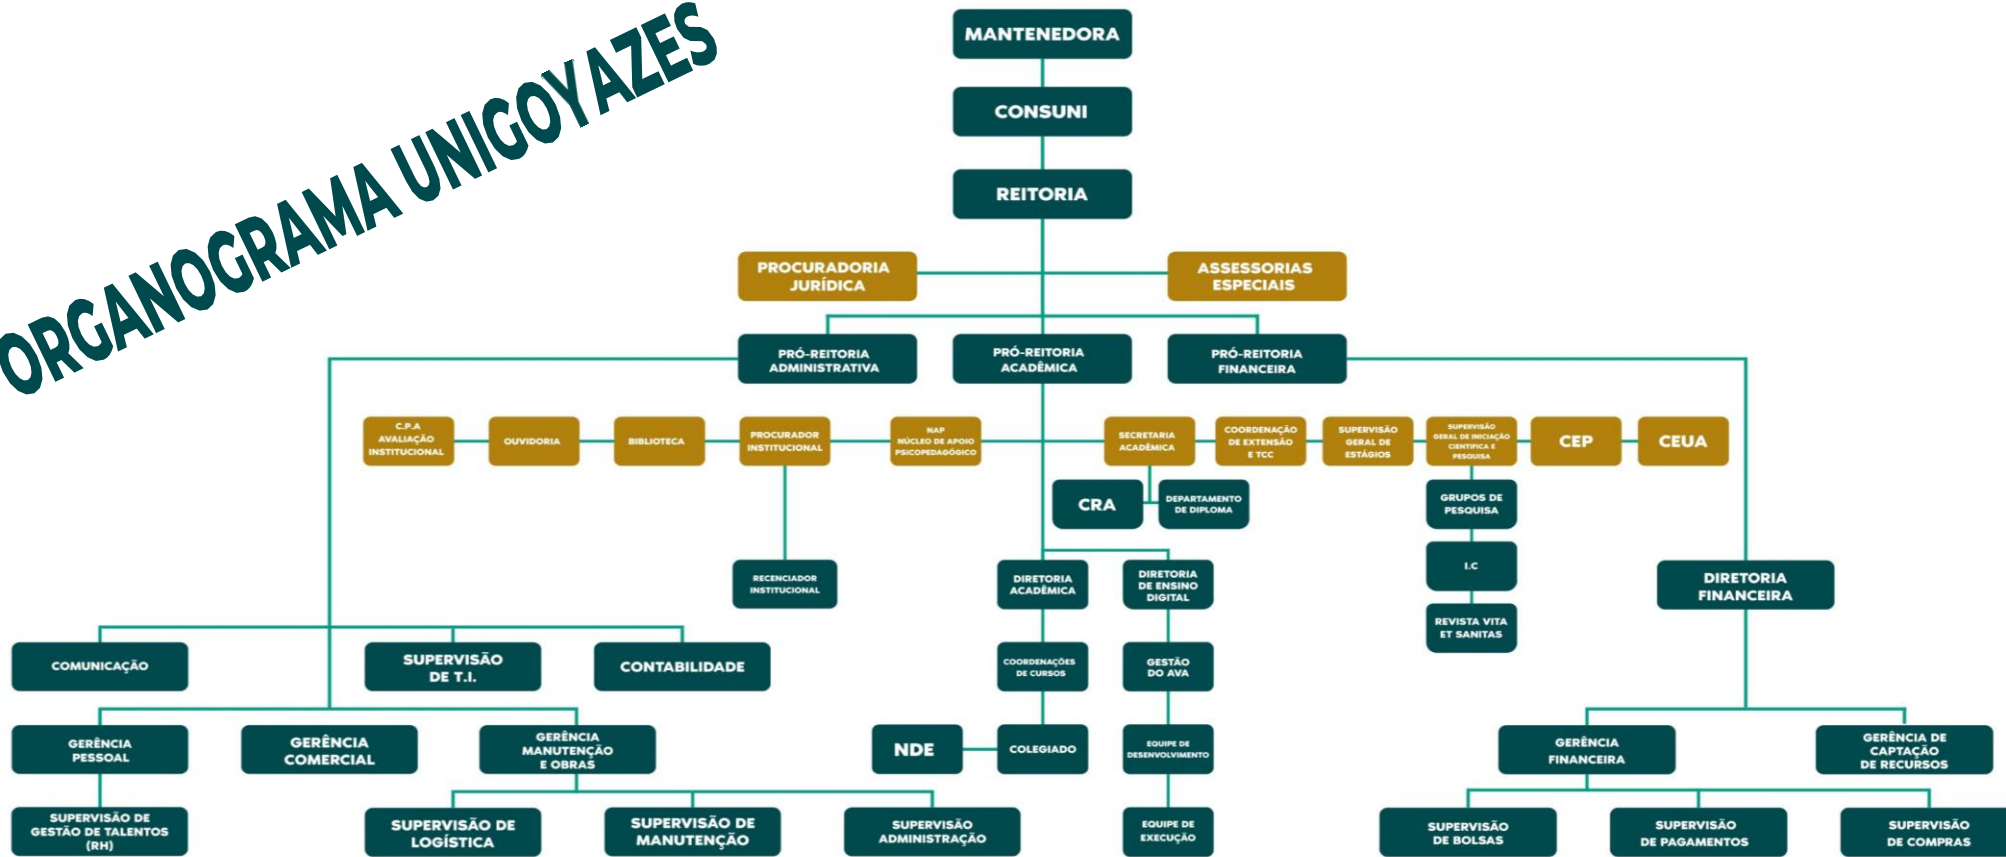 ORGANOGRAMA UNIGOYAZES
MANTENEDORA
CONSUNI
REITORIA
PROCURADORIA
JURÍDICA
ASSESSORIAS
ESPECIAIS
PRÓ-REITORIA
ADMINISTRATIVA
PRÓ-REITORIA
ACADÊMICA
PRÓ-REITORIA
FINANCEIRA
C.P.A
AVALIAÇÃO
INSTITUCIONAL
OUVIDORIA
BIBLIOTECA
PROCURADOR
INSTITUCIONAL
NAP
NÚCLEO DE APOIO
PSICOPEDAGÓGICO
SECRETARIA
ACADÊMICA
COORDENAÇÃO
DE EXTENSÃO
E TCC
SUPERVISÃO
GERAL DE
ESTÁGIOS
SUPERVISÃO
GERAL DE INICIAÇÃO
CIENTIFICA E
PESQUISA
CEP
CEUA
CRA
DEPARTAMENTO
DE DIPLOMA
GRUPOS DE
PESQUISA
I.C
REVISTA VITA
ET SANITAS
RECENCIADOR
INSTITUCIONAL
DIRETORIA
ACADÊMICA
DIRETORIA
DE ENSINO
DIGITAL
DIRETORIA
FINANCEIRA
COMUNICAÇÃO
SUPERVISÃO
DE T.I.
CONTABILIDADE
COORDENAÇÕES
DE CURSOS
GESTÃO
DO AVA
GERÊNCIA
PESSOAL
GERÊNCIA
COMERCIAL
GERÊNCIA
MANUTENÇÃO
E OBRAS
NDE
COLEGIADO
EQUIPE DE
DESENVOLVIMENTO
GERÊNCIA
FINANCEIRA
GERÊNCIA DE
CAPTAÇÃO
DE RECURSOS
SUPERVISÃO DE
GESTÃO DE TALENTOS
(RH)
SUPERVISÃO DE
LOGÍSTICA
SUPERVISÃO DE
MANUTENÇÃO
SUPERVISÃO
ADMINISTRAÇÃO
EQUIPE DE
EXECUÇÃO
SUPERVISÃO
DE BOLSAS
SUPERVISÃO
DE PAGAMENTOS
SUPERVISÃO
DE COMPRAS